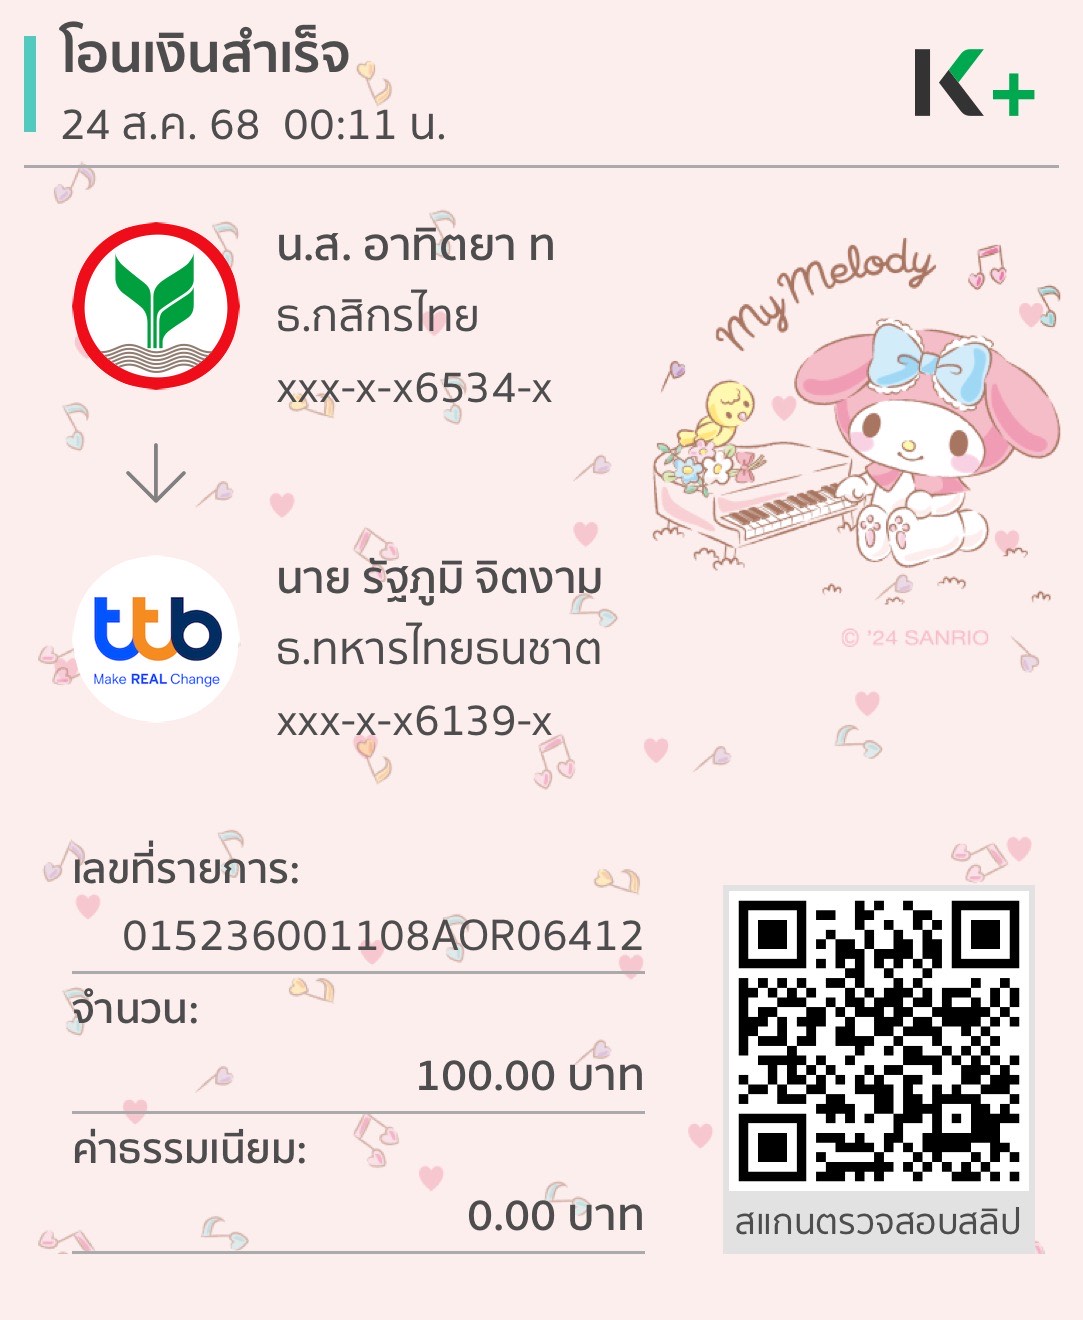 โอนเงินสำเร็จ
24 ส.ค. 68  00:11 น.
K+
น.ส. อาทิตยา ท
ธ.กสิกรไทย
xxx-x-x6534-x
My Melody
นาย รัฐภูมิ จิตงาม
ธ.ทหารไทยธนชาต
xxx-x-x6139-x
ttb
Make REAL Change
© '24 SANRIO
เลขที่รายการ:
015236001108AOR06412
จำนวน:
100.00 บาท
ค่าธรรมเนียม:
0.00 บาท
สแกนตรวจสอบสลิป